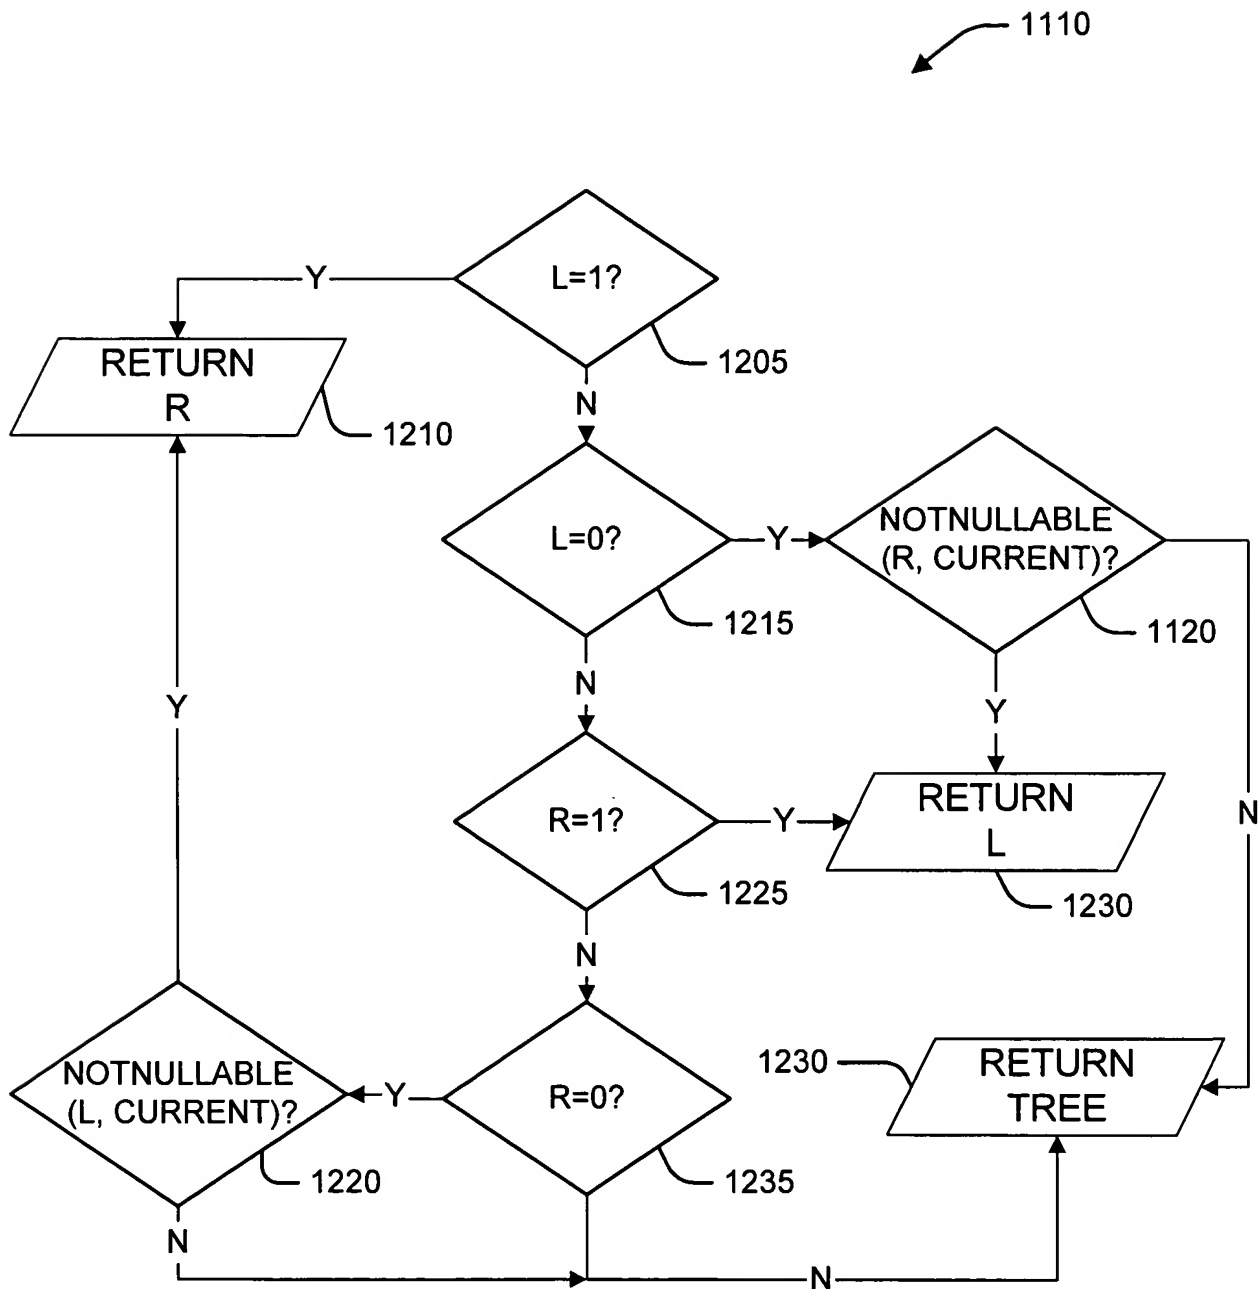 1110
L=1?
Y
1205
RETURN
R
1210
N
L=0?
Y
NOTNULLABLE
(R, CURRENT)?
1215
1120
N
Y
Y
R=1?
Y
RETURN
L
N
1225
1230
N
NOTNULLABLE
(L, CURRENT)?
Y
R=0?
1230
RETURN
TREE
1220
1235
N
N